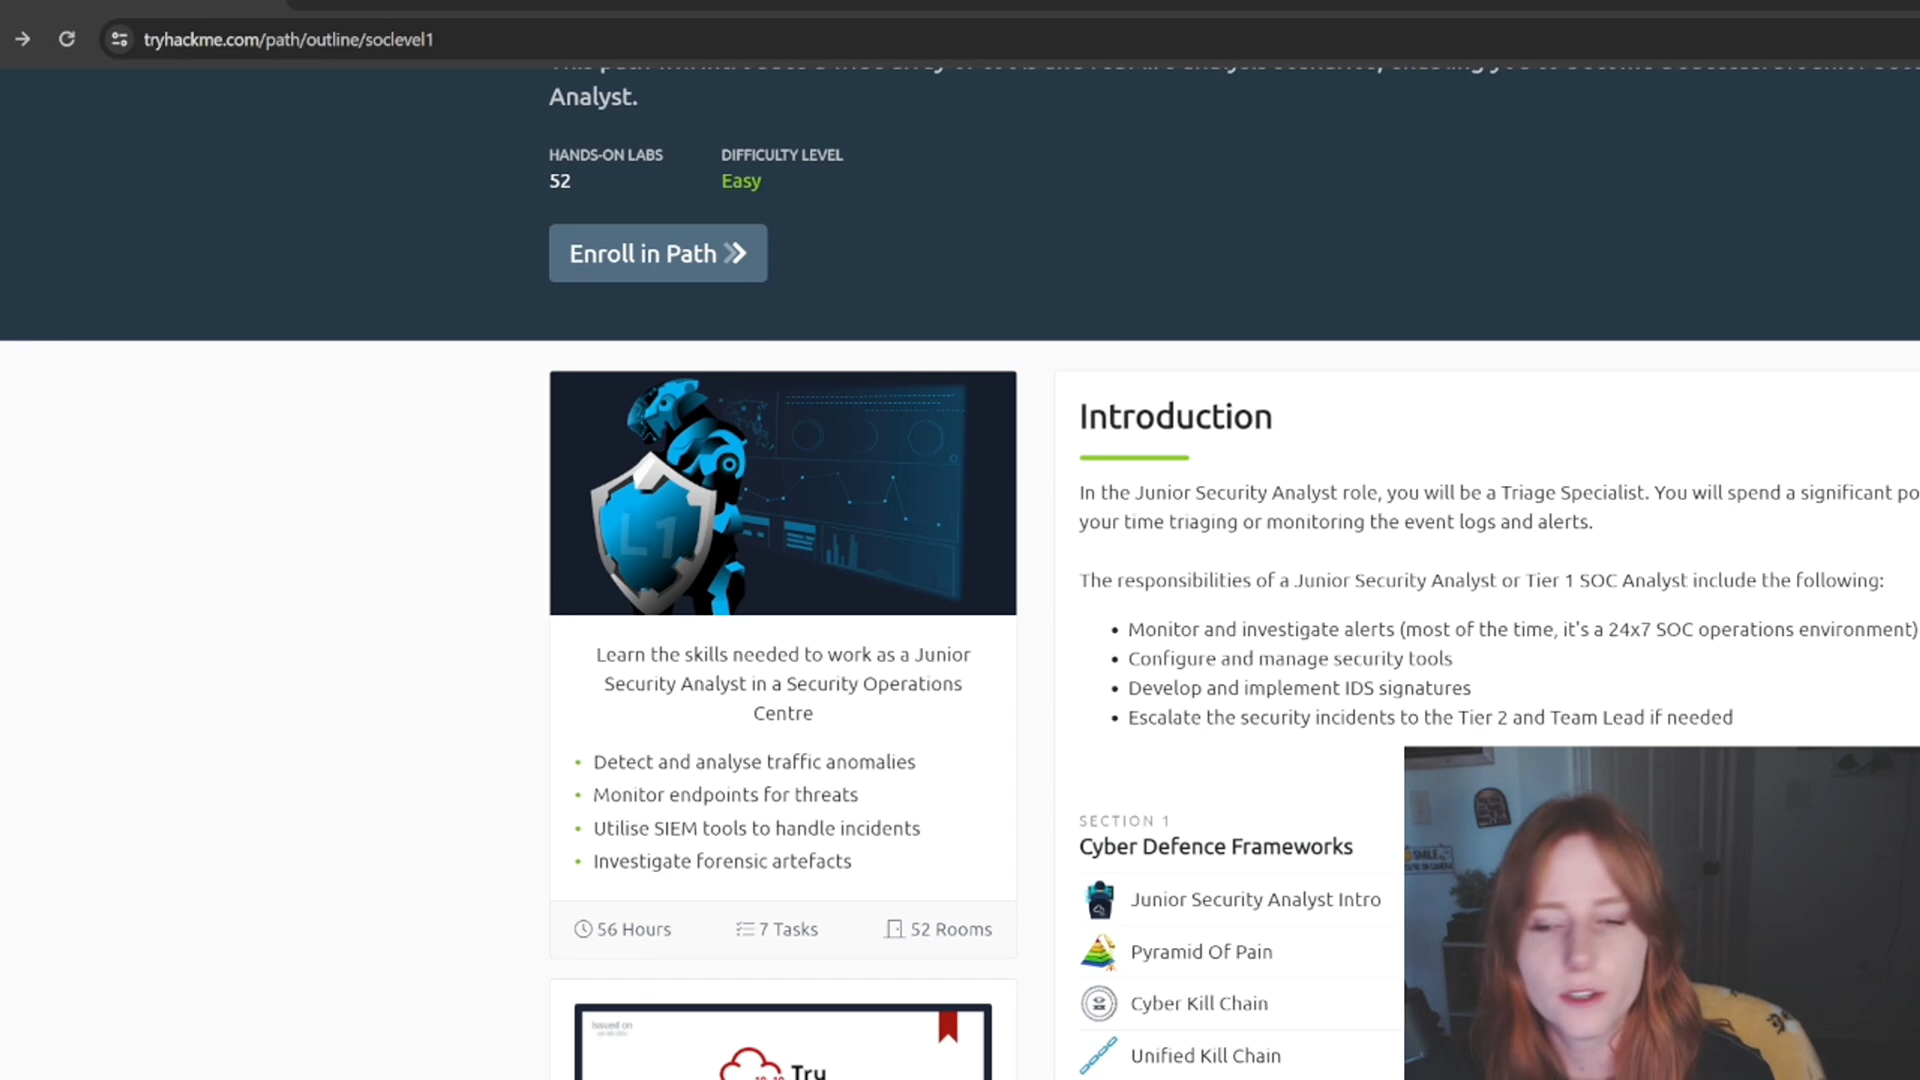 tryhackme.com/path/outline/soclevel1
Analyst.
HANDS-ON LABS
52
DIFFICULTY LEVEL
Easy
Enroll in Path
L1
Learn the skills needed to work as a Junior
Security Analyst in a Security Operations
Centre
Detect and analyse traffic anomalies
Monitor endpoints for threats
Utilise SIEM tools to handle incidents
Investigate forensic artefacts
56 Hours
7 Tasks
52 Rooms
Issued on
Try
Introduction
In the Junior Security Analyst role, you will be a Triage Specialist. You will spend a significant po
your time triaging or monitoring the event logs and alerts.
The responsibilities of a Junior Security Analyst or Tier 1 SOC Analyst include the following:
Monitor and investigate alerts (most of the time, it's a 24x7 SOC operations environment)
Configure and manage security tools
Develop and implement IDS signatures
Escalate the security incidents to the Tier 2 and Team Lead if needed
SECTION 1
Cyber Defence Frameworks
Junior Security Analyst Intro
Pyramid Of Pain
Cyber Kill Chain
Unified Kill Chain
SMILE